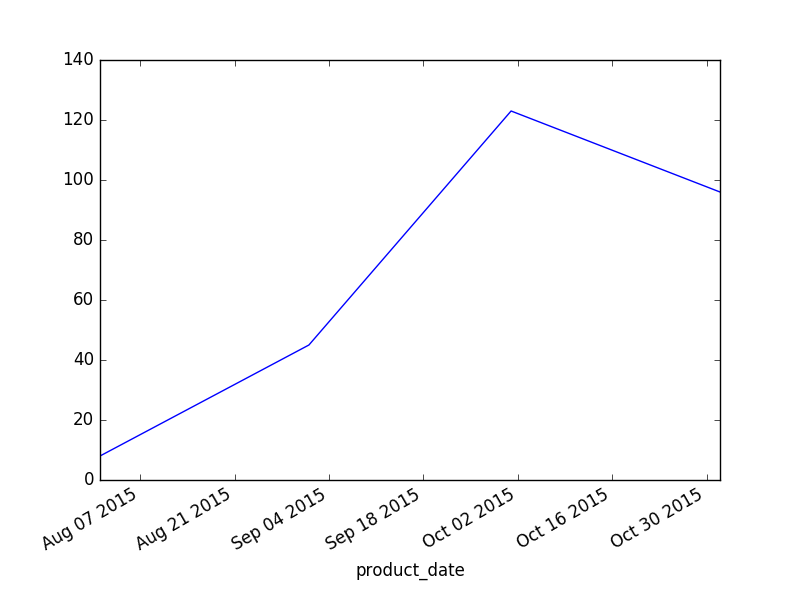 140
120
100
80
60
40
20
0
Aug 07 2015
Aug 21 2015
Sep 04 2015
Sep 18 2015
Oct 02 2015
Oct 16 2015
Oct 30 2015
product_date